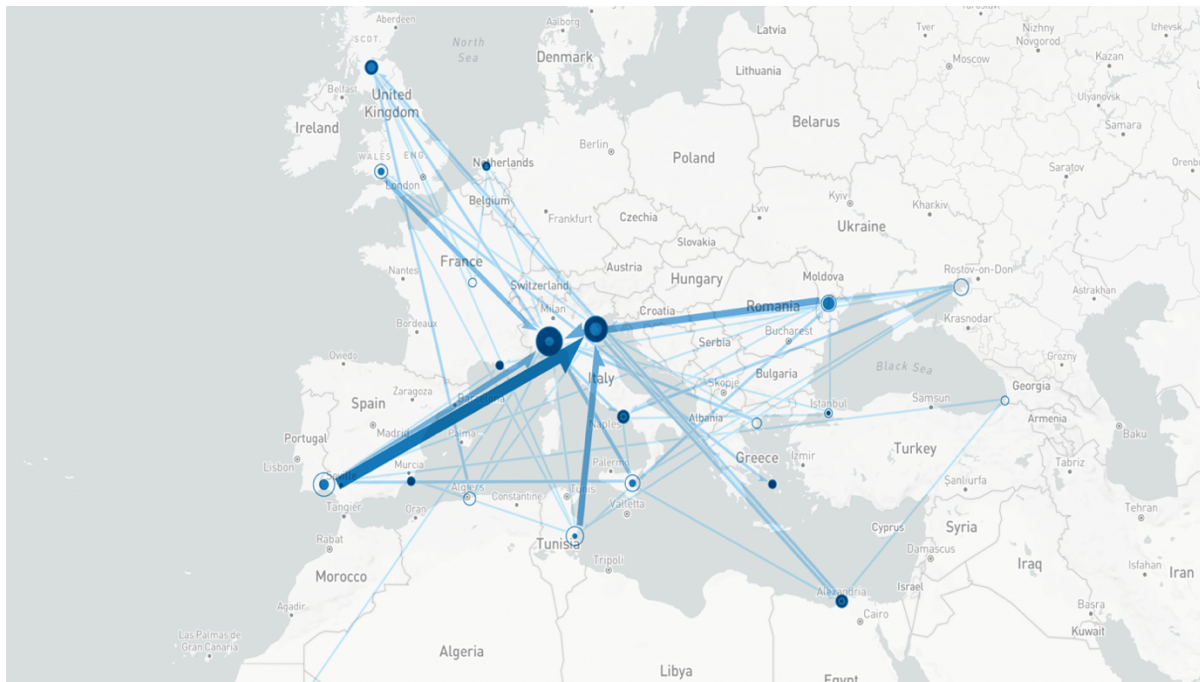 Aberdeen
SCOT.
North
Sea
Aalborg
Denmark
Latvia
Lithuania
Tver
Moscow
Nizhny
Novgorod
Kazan
Izhevsk
Ulyanovsk
Samara
Belfast
United
Kingdom
Ireland
WALES
ENG.
London
Netherlands
Belgium
Berlin
Poland
Belarus
Saratov
Orenb
Frankfurt
Czechia
Lviv
Kyiv
Kharkiv
Ukraine
Slovakia
France
Nantes
Switzerland
Austria
Hungary
Moldova
Rostov-on-Don
Astrakhan
Milan
Croatia
Romania
Bordeaux
Serbia
Bucharest
Krasnodar
Oviedo
Italy
Skopje
Bulgaria
Black Sea
Grozny
Georgia
Zaragoza
Barcelona
Spain
Portugal
Madrid
Palma
Naples
Albania
Istanbul
Samsun
Armenia
Baku
Lisbon
Murcia
Seville
Palermo
Greece
Izmir
Turkey
Tabriz
Şanlıurfa
Algiers
Constantine
Tunis
Valletta
Tangier
Oran
Cyprus
Syria
Tehran
Rabat
Tunisia
Tripoli
Damascus
Iraq
Isfahan
Iran
Morocco
Alexandria
Israel
Cairo
Agadir
Basra
Kuwait
Las Palmas de
Gran Canaria
Algeria
Libya
Egypt